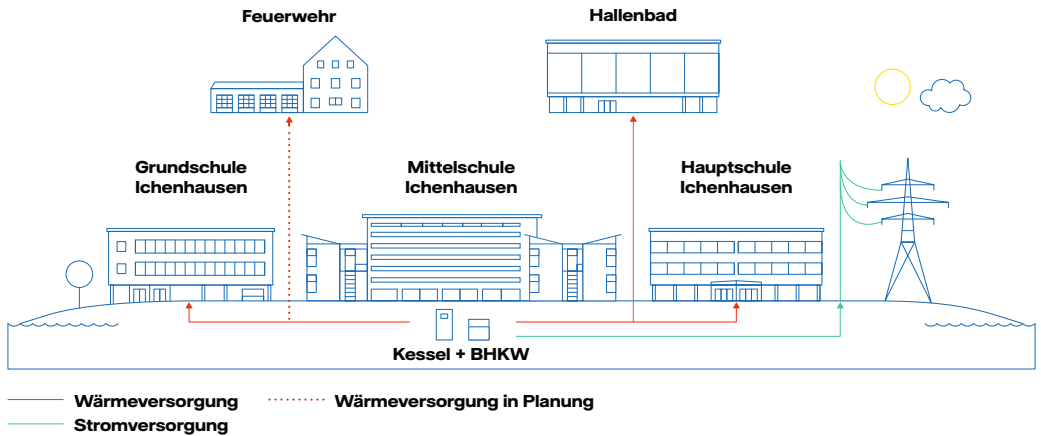 Feuerwehr
Hallenbad
Grundschule
Ichenhausen
Mittelschule
Ichenhausen
Hauptschule
Ichenhausen
Kessel + BHKW
Wärmeversorgung
Wärmeversorgung in Planung
Stromversorgung